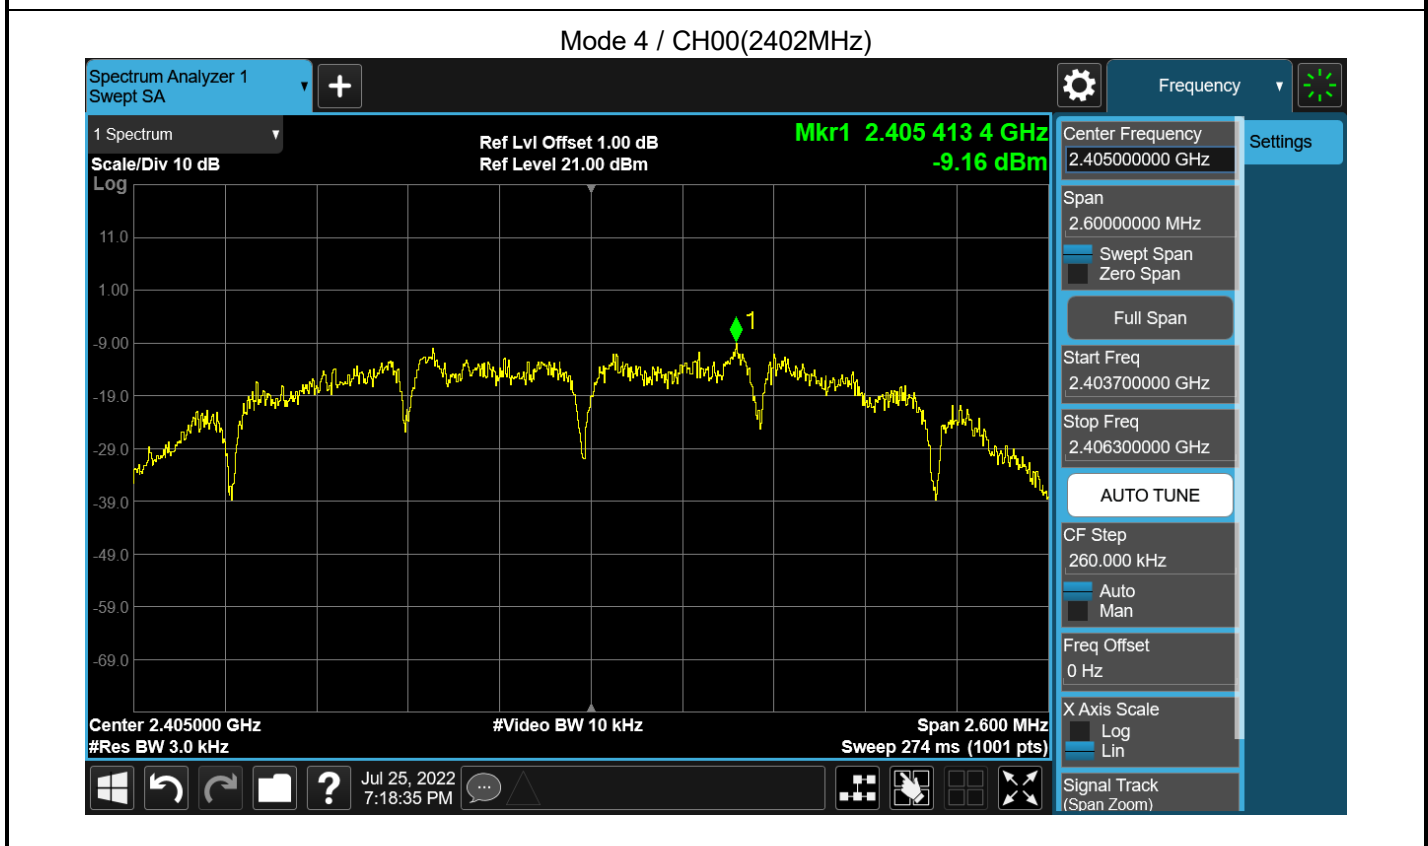 Mode 4 / CH00(2402MHz)
Spectrum Analyzer 1
Swept SA
Frequency
1 Spectrum
Scale/Div 10 dB
Log
Ref Lvl Offset 1.00 dB
Ref Level 21.00 dBm
Mkr1 2.405 413 4 GHz
-9.16 dBm
11.0
1.00
-9.00
-19.0
-29.0
-39.0
-49.0
-59.0
-69.0
1
Center 2.405000 GHz
#Res BW 3.0 kHz
#Video BW 10 kHz
Span 2.600 MHz
Sweep 274 ms (1001 pts)
Center Frequency
2.405000000 GHz
Settings
Span
2.60000000 MHz
Swept Span
Zero Span
Full Span
Start Freq
2.403700000 GHz
Stop Freq
2.406300000 GHz
AUTO TUNE
CF Step
260.000 kHz
Auto
Man
Freq Offset
0 Hz
X Axis Scale
Log
Lin
Signal Track
(Span Zoom)
?
Jul 25, 2022
7:18:35 PM